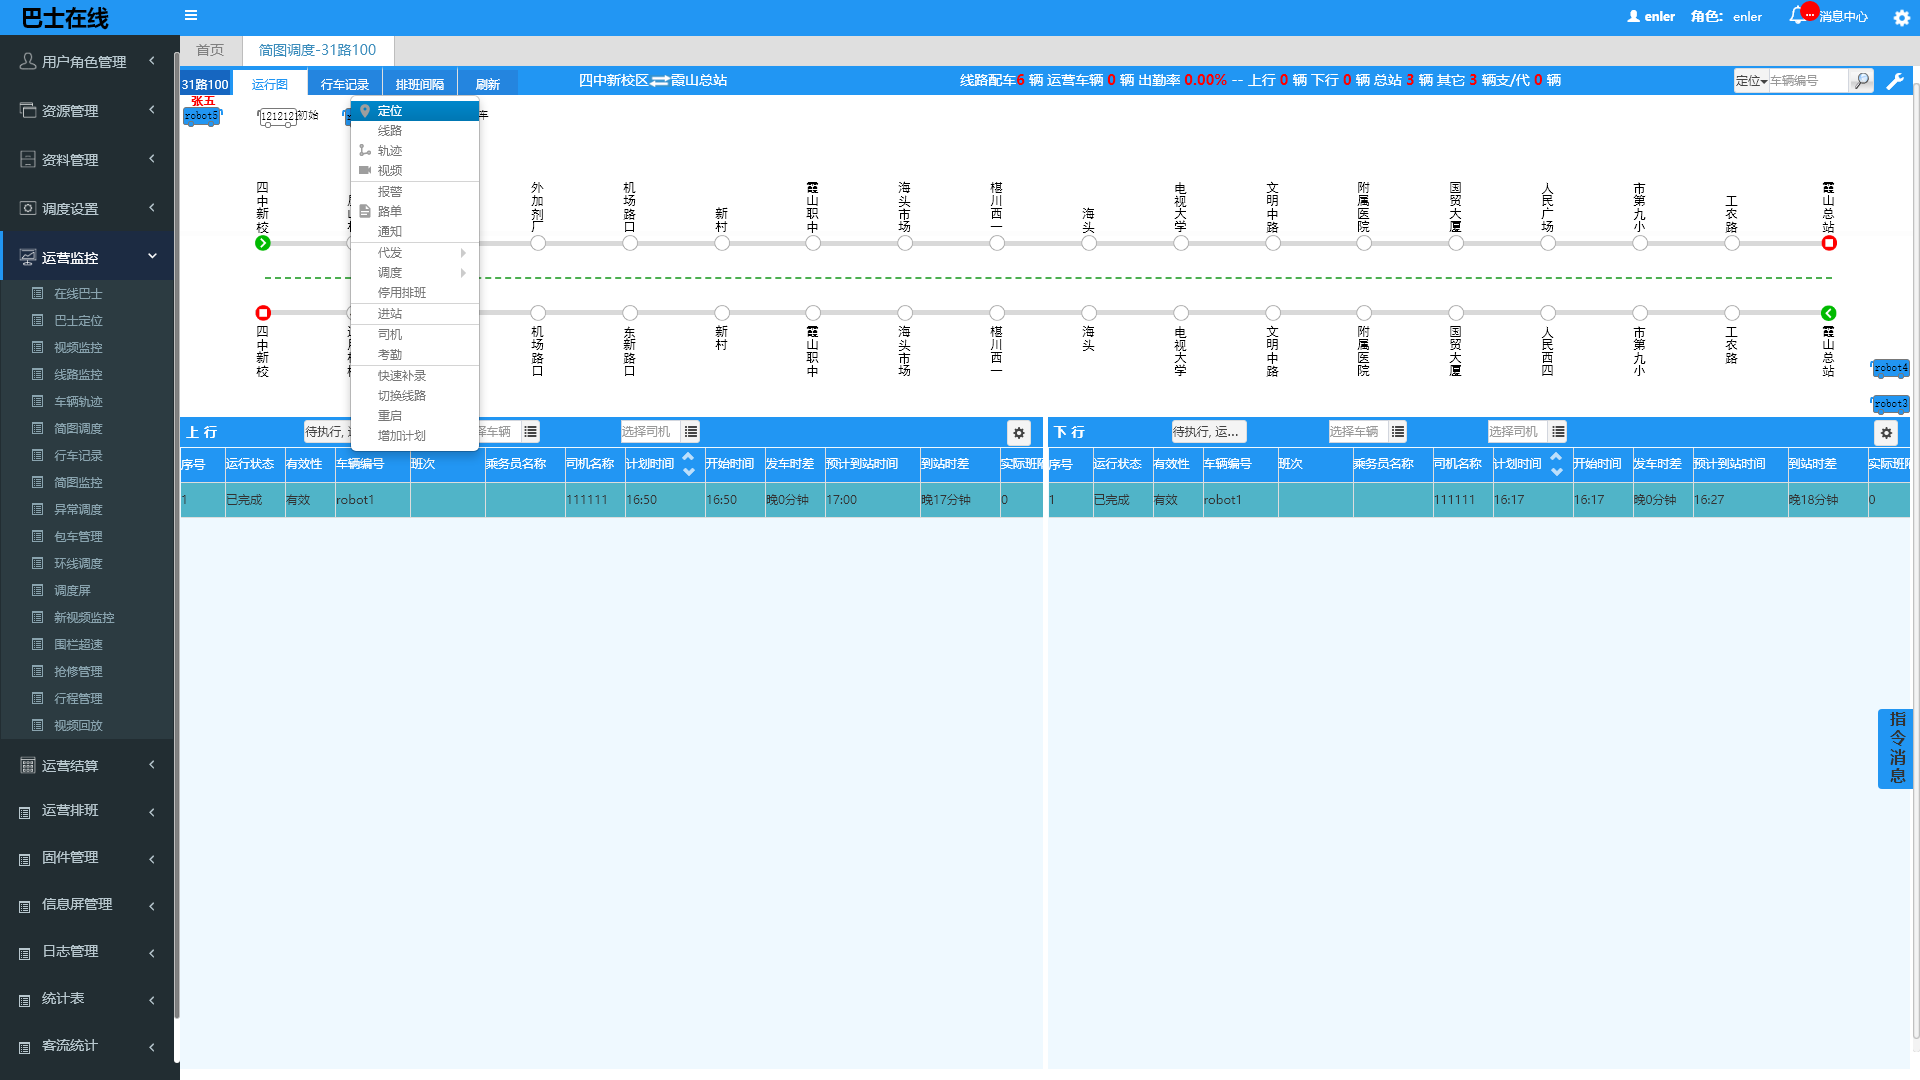 巴士在线
enler 角色: enler ... 消息中心
首页
简图调度-31路100
用户角色管理
资源管理
资料管理
调度设置
运营监控
在线巴士
巴士定位
视频监控
线路监控
车辆轨迹
简图调度
行车记录
简图监控
异常调度
包车管理
环线调度
调度屏
新视频监控
围栏超速
抢修管理
行程管理
视频回放
运营结算
运营排班
固件管理
信息屏管理
日志管理
统计表
客流统计
31路100 运行图 行车记录 排班间隔 刷新
四中新校区⇌霞山总站
线路配车6 辆 运营车辆 0 辆 出勤率 0.00% -- 上行 0 辆 下行 0 辆 总站 3 辆 其它 3 辆支/代 0 辆
定位 车辆编号
张五
robot5
1212121 初始
车
定位
线路
轨迹
视频
报警
路单
通知
代发
调度
停用排班
进站
司机
考勤
快速补录
切换线路
重启
增加计划
四中新校
外加剂厂
机场路口
新村
霞山职中
海头市场
椹川西一
海头
电视大学
文明中路
附属医院
国贸大厦
人民广场
市第九小
工农路
霞山总站
四中新校
机场路口
东新路口
新村
霞山职中
海头市场
椹川西一
海头
电视大学
文明中路
附属医院
国贸大厦
人民西四
市第九小
工农路
霞山总站
robot4
robot3
上行 待执行, 选择司机
序号 运行状态 有效性 车辆编号 班次 乘务员名称 司机名称 计划时间 开始时间 发车时差 预计到站时间 到站时差 实际班
1 已完成 有效 robot1 111111 16:50 16:50 晚0分钟 17:00 晚17分钟 0
下行 待执行, 运... 选择车辆 选择司机
序号 运行状态 有效性 车辆编号 班次 乘务员名称 司机名称 计划时间 开始时间 发车时差 预计到站时间 到站时差 实际班
1 已完成 有效 robot1 111111 16:17 16:17 晚0分钟 16:27 晚18分钟 0
指令消息